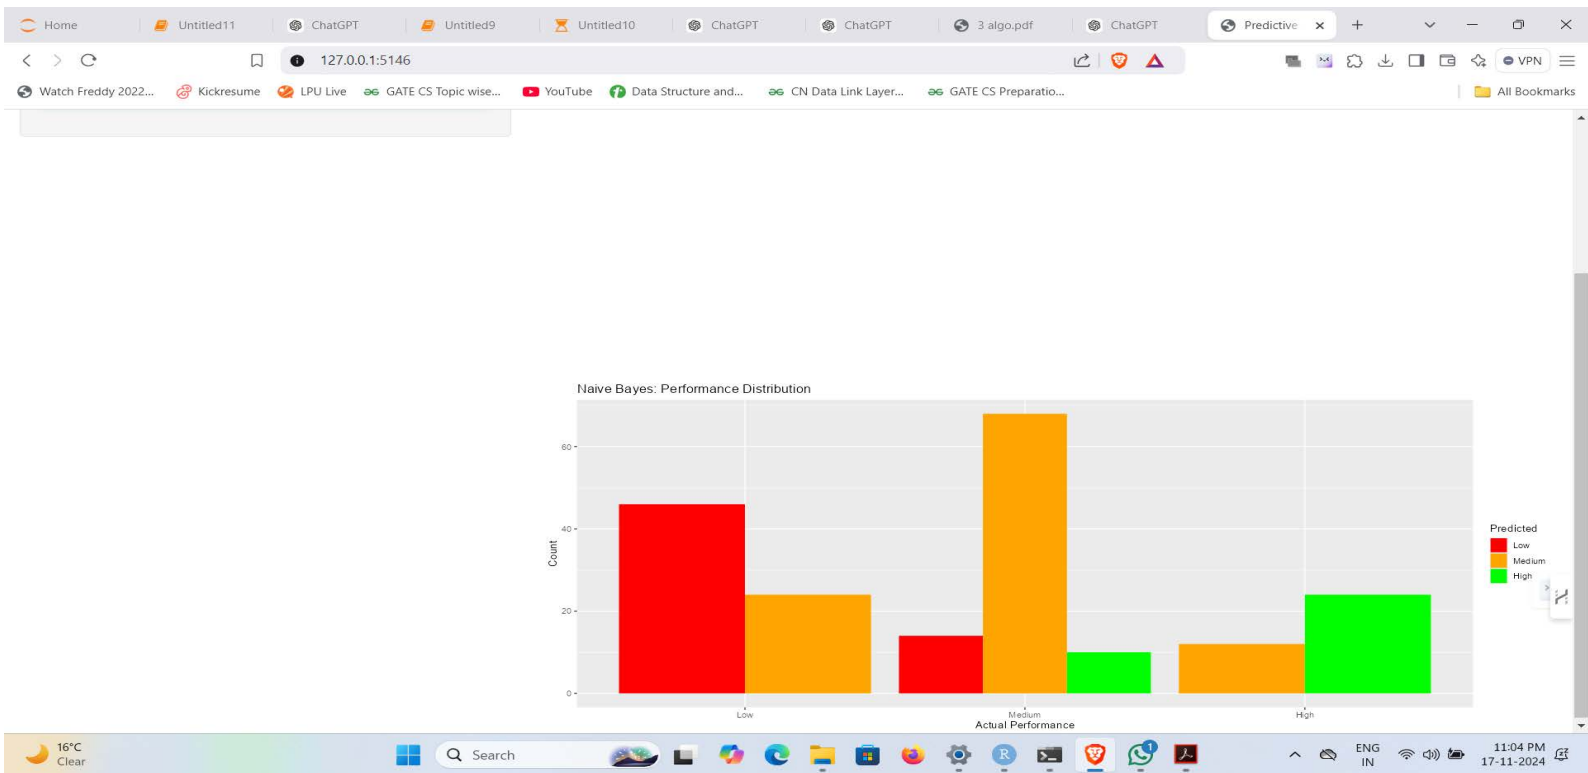 Home Untitled11 ChatGPT Untitled9 Untitled10 ChatGPT ChatGPT 3 algo.pdf ChatGPT Predictive
127.0.0.1:5146 VPN
Watch Freddy 2022... Kickresume LPU Live GATE CS Topic wise... YouTube Data Structure and... CN Data Link Layer... GATE CS Preparatio... All Bookmarks
Naive Bayes: Performance Distribution
60
40
20
0
Count
Low Medium High
Actual Performance
Predicted
Low
Medium
High
16°C
Clear
Search
ENG
IN
11:04 PM
17-11-2024